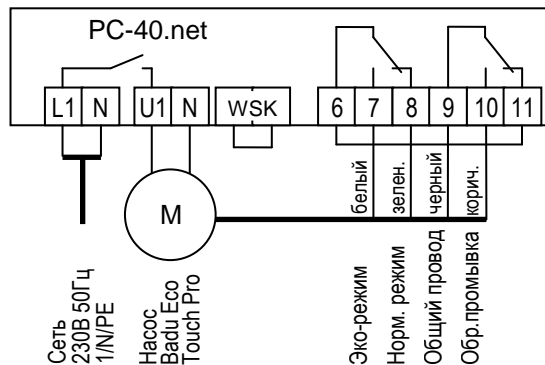 PC-40.net
L1 N U1 N WSK 6 7 8 9 10 11
белый
зелен.
черный
корич.
M
Сеть
230В 50Гц
1/N/PE
Насос
Badu Eco
Touch Pro
Эко-режим
Норм. режим
Общий провод
Обр.промывка